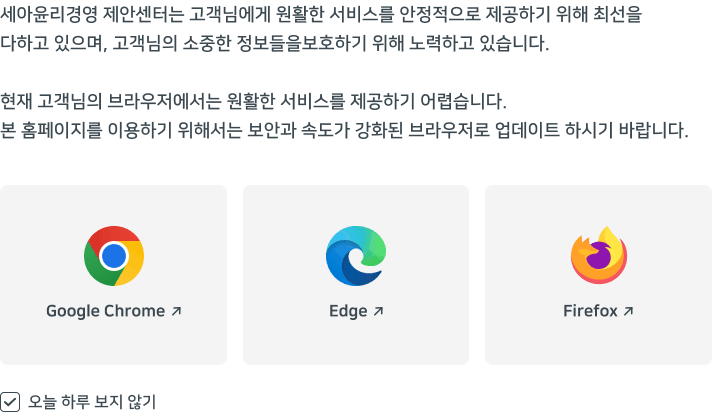 세아윤리경영 제안센터는 고객님에게 원활한 서비스를 안정적으로 제공하기 위해 최선을
다하고 있으며, 고객님의 소중한 정보들을보호하기 위해 노력하고 있습니다.
현재 고객님의 브라우저에서는 원활한 서비스를 제공하기 어렵습니다.
본 홈페이지를 이용하기 위해서는 보안과 속도가 강화된 브라우저로 업데이트 하시기 바랍니다.
Google Chrome ↗
Edge ↗
Firefox ↗
오늘 하루 보지 않기